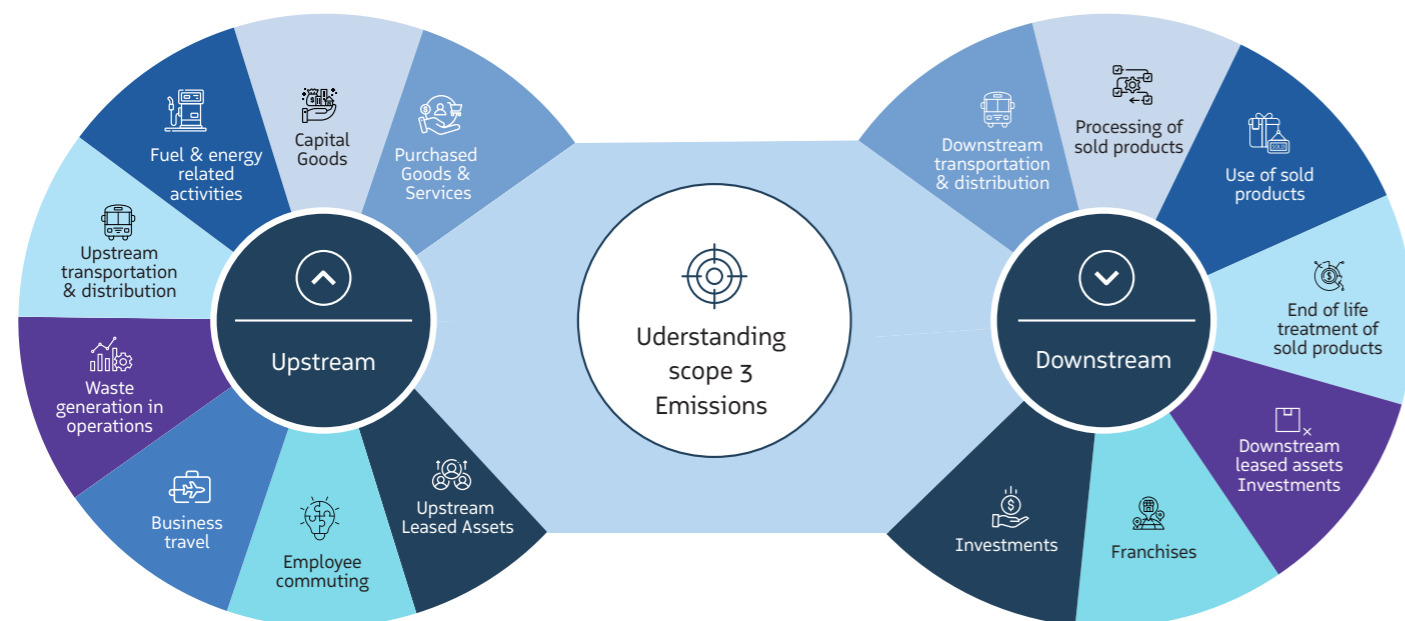 Purchased
Goods &
Services
Capital
Goods
Fuel & energy
related
activities
Upstream
transportation
& distribution
Waste
generation in
operations
Business
travel
Employee
commuting
Upstream
Leased Assets
Upstream
Uderstanding
scope 3
Emissions
Downstream
Downstream
transportation
& distribution
Processing of
sold products
Use of sold
products
End of life
treatment of
sold products
Downstream
leased assets
Investments
Franchises
Investments